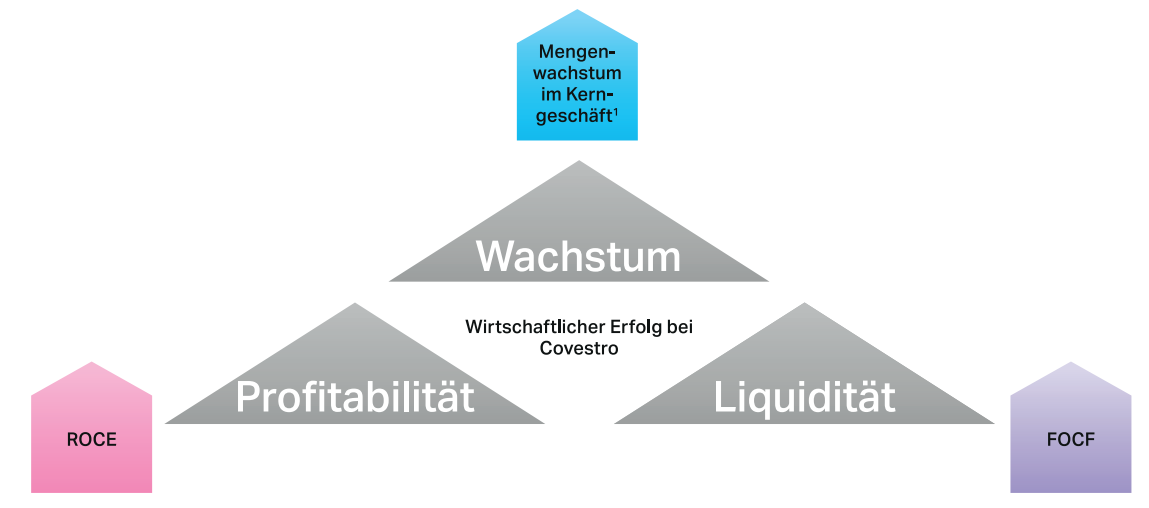 Mengen-
wachstum
im Kern-
geschäft¹
Wachstum
Wirtschaftlicher Erfolg bei
Covestro
Profitabilität
Liquidität
ROCE
FOCF